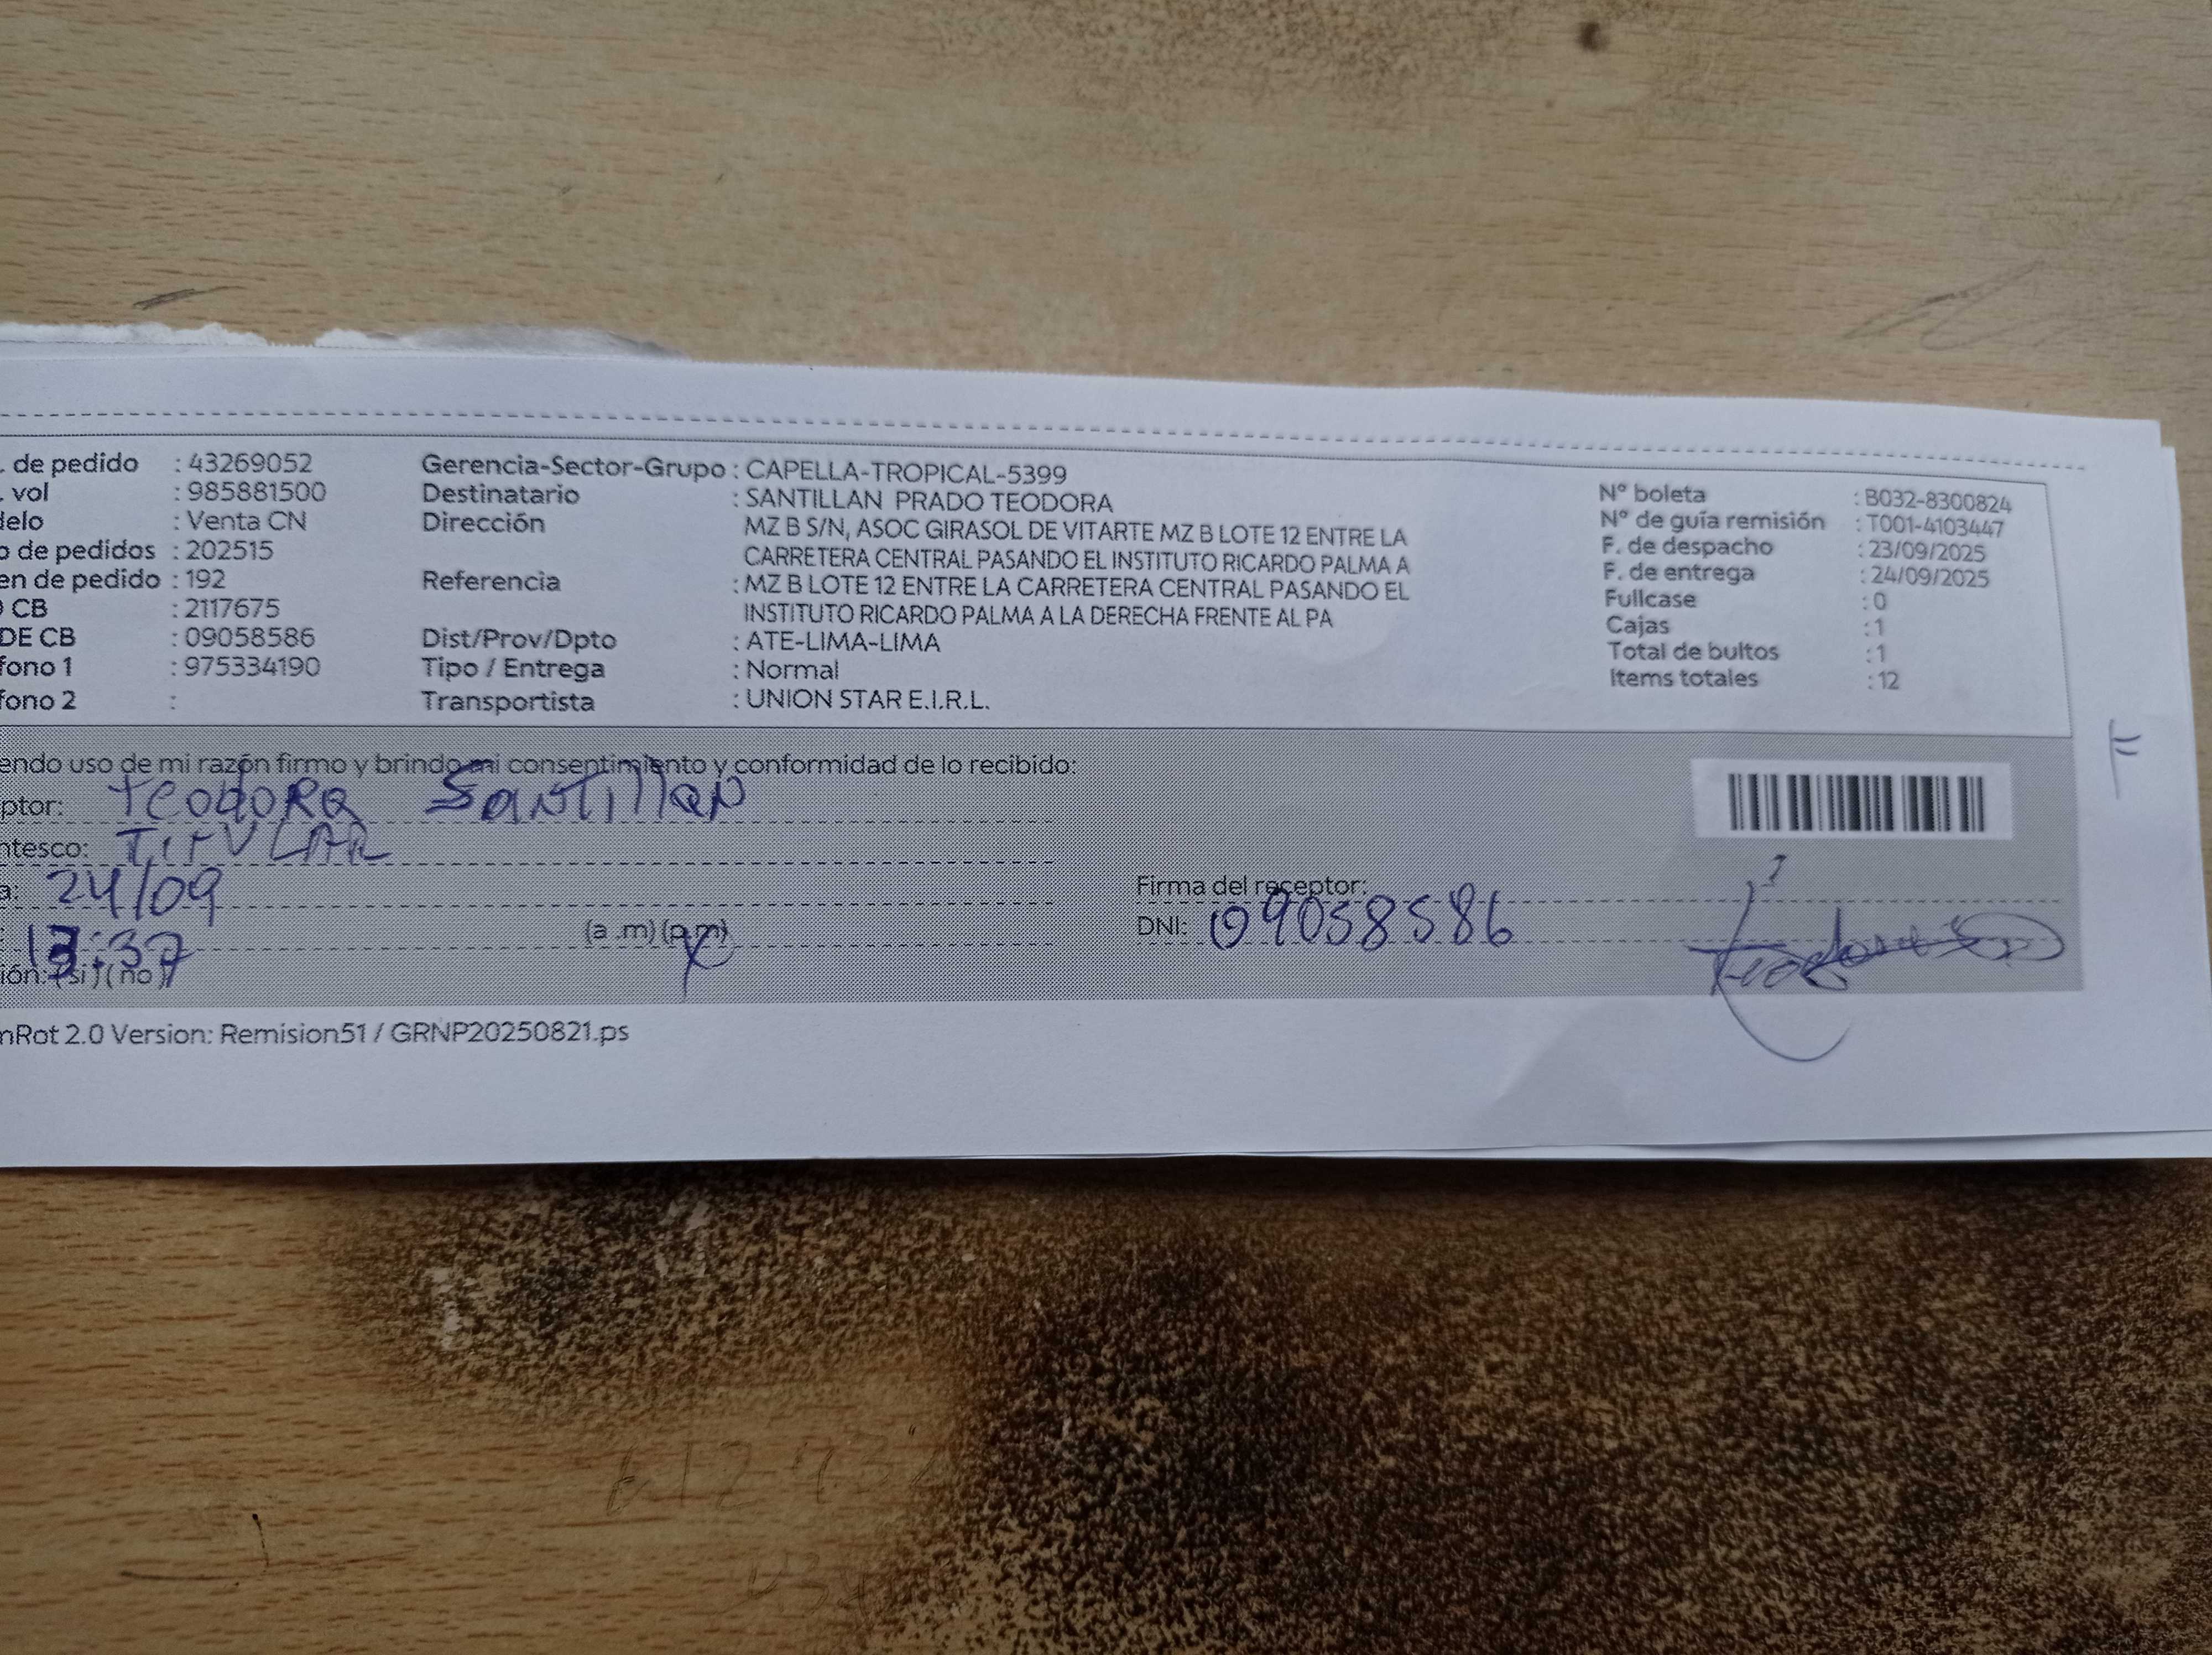 . de pedido : 43269052
. vol : 985881500
delo : Venta CN
o de pedidos : 202515
en de pedido : 192
O CB : 2117675
DE CB : 09058586
fono 1 : 975334190
fono 2 :
Gerencia-Sector-Grupo : CAPELLA-TROPICAL-5399
Destinatario : SANTILLAN PRADO TEODORA
Dirección MZ B S/N, ASOC GIRASOL DE VITARTE MZ B LOTE 12 ENTRE LA
CARRETERA CENTRAL PASANDO EL INSTITUTO RICARDO PALMA A
Referencia : MZ B LOTE 12 ENTRE LA CARRETERA CENTRAL PASANDO EL
INSTITUTO RICARDO PALMA A LA DERECHA FRENTE AL PA
Dist/Prov/Dpto : ATE-LIMA-LIMA
Tipo / Entrega : Normal
Transportista : UNION STAR E.I.R.L.
N° boleta : B032-8300824
N° de guía remisión : T001-4103447
F. de despacho : 23/09/2025
F. de entrega : 24/09/2025
Fullcase : 0
Cajas : 1
Total de bultos : 1
Items totales : 12
endo uso de mi razón firmo y brindo mi consentimiento y conformidad de lo recibido:
ptor: Teodora Santillan
ntesco: TITULAR
a: 24/09
: 13:37 (a .m) (p.m)
ión: (si) (no)
Firma del receptor:
DNI: 09058586
nRot 2.0 Version: Remision51 / GRNP20250821.ps